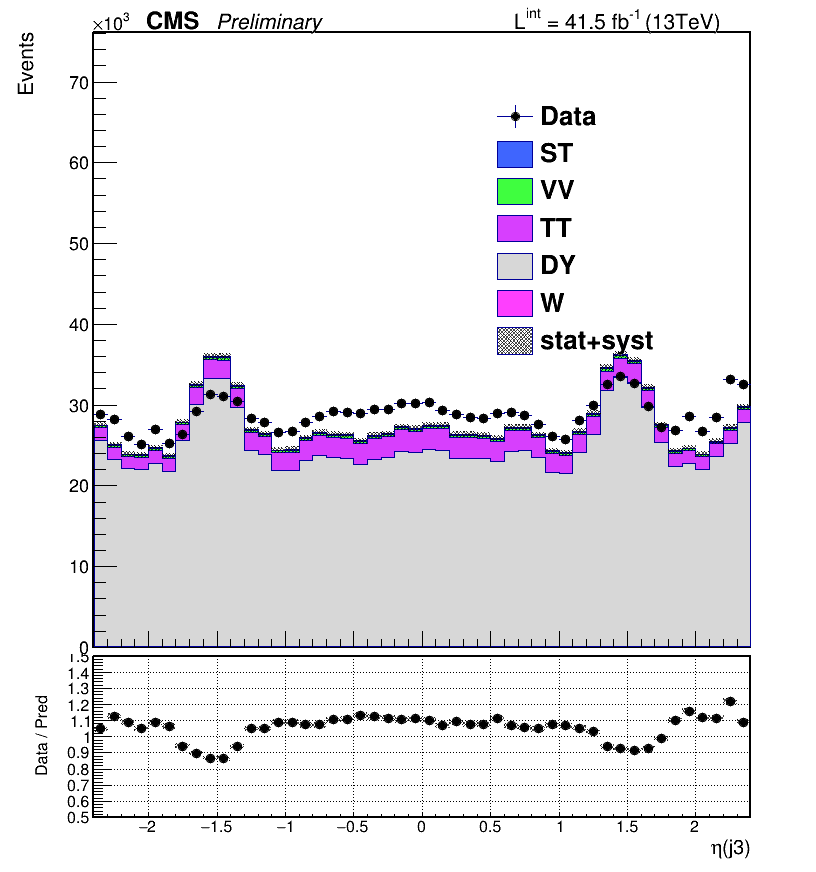 ×10³ CMS Preliminary L^int = 41.5 fb⁻¹ (13TeV)
Events
70
60
50
40
30
20
10
0
Data
ST
VV
TT
DY
W
stat+syst
Data / Pred
1.5
1.4
1.3
1.2
1.1
1
0.9
0.8
0.7
0.6
0.5
−2 −1.5 −1 −0.5 0 0.5 1 1.5 2
η(j3)